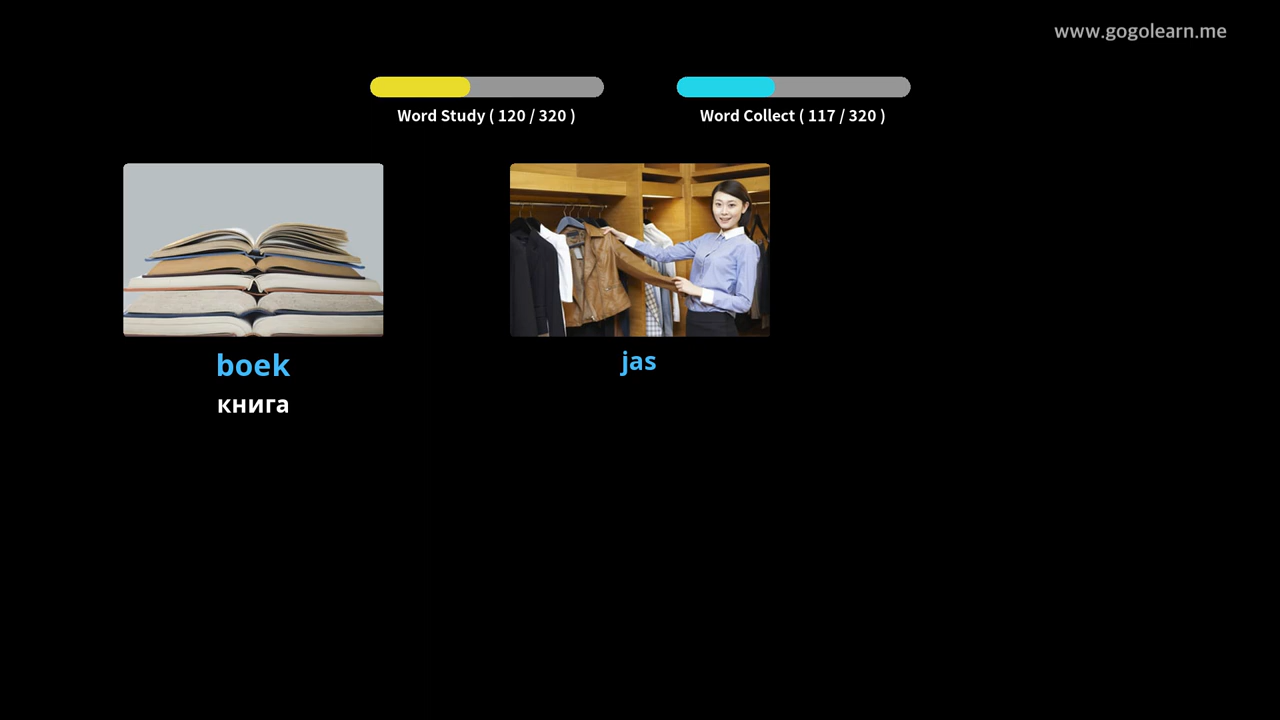 www.gogolearn.me
Word Study ( 120 / 320 )
Word Collect ( 117 / 320 )
boek
книга
jas